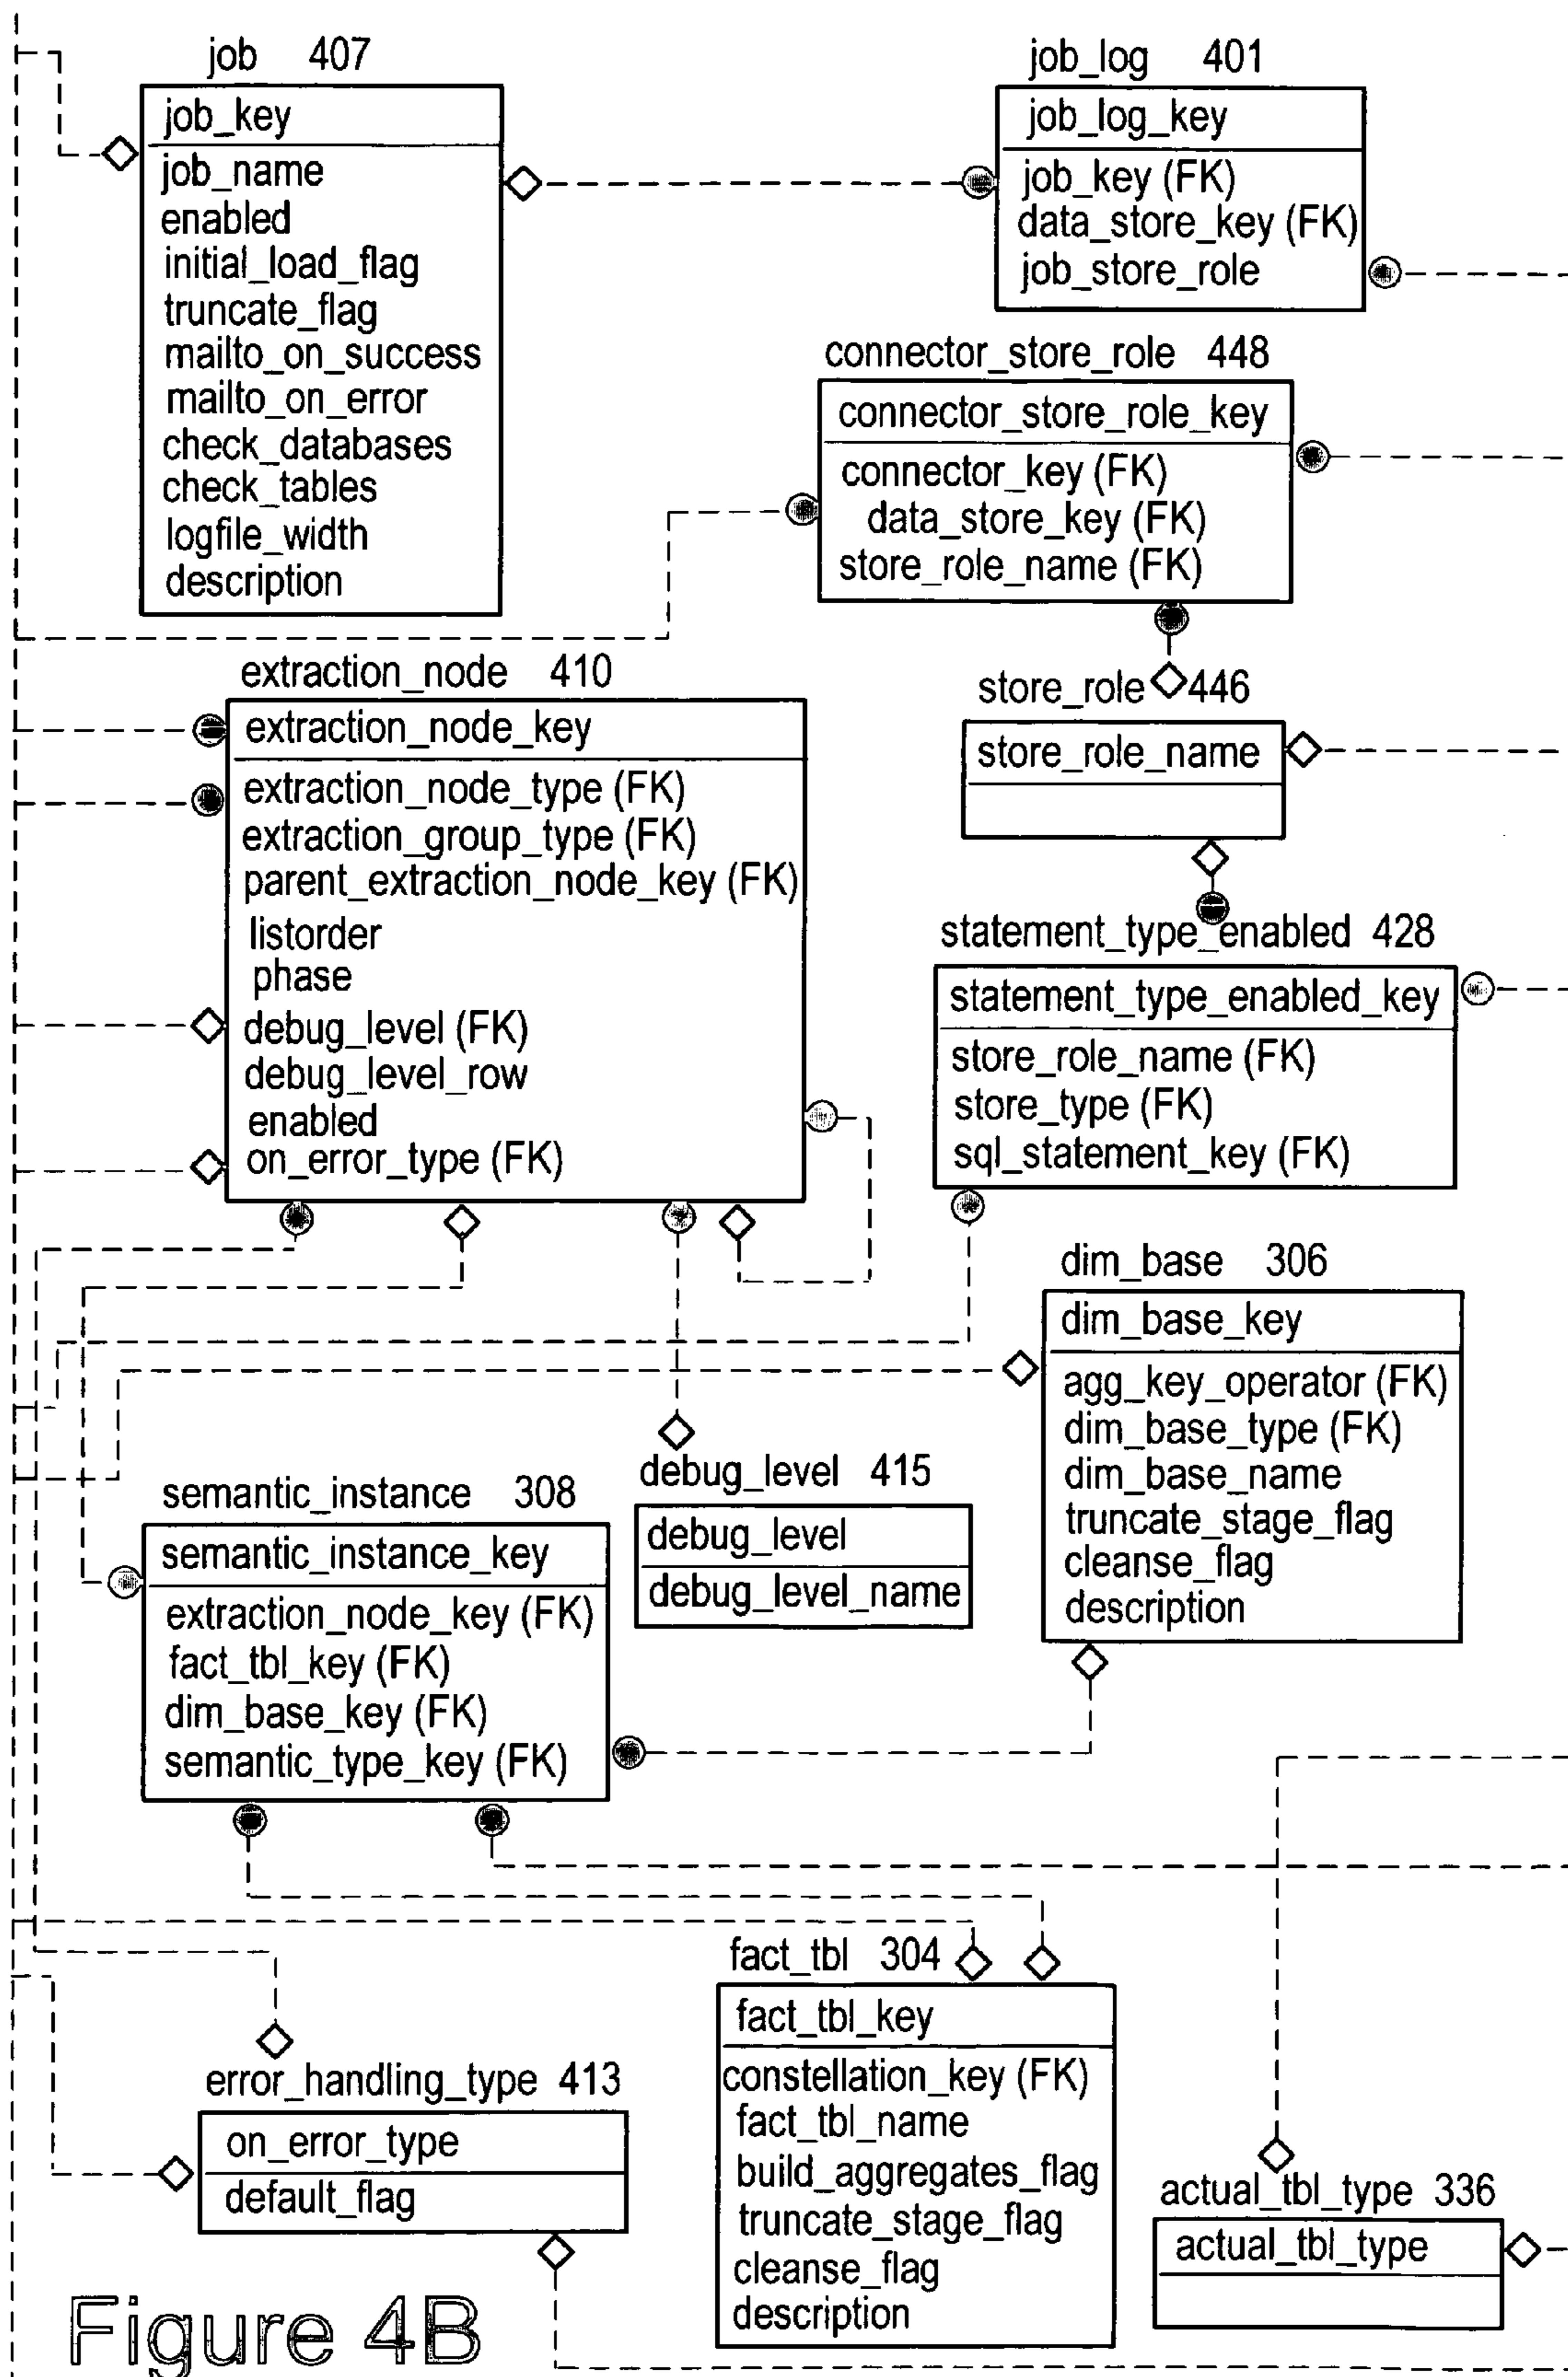 job 407
job_key
job_name
enabled
initial_load_flag
truncate_flag
mailto_on_success
mailto_on_error
check_databases
check_tables
logfile_width
description
job_log 401
job_log_key
job_key (FK)
data_store_key (FK)
job_store_role
connector_store_role 448
connector_store_role_key
connector_key (FK)
data_store_key (FK)
store_role_name (FK)
extraction_node 410
extraction_node_key
extraction_node_type (FK)
extraction_group_type (FK)
parent_extraction_node_key (FK)
listorder
phase
debug_level (FK)
debug_level_row
enabled
on_error_type (FK)
store_role 446
store_role_name
statement_type_enabled 428
statement_type_enabled_key
store_role_name (FK)
store_type (FK)
sql_statement_key (FK)
dim_base 306
dim_base_key
agg_key_operator (FK)
dim_base_type (FK)
dim_base_name
truncate_stage_flag
cleanse_flag
description
semantic_instance 308
semantic_instance_key
extraction_node_key (FK)
fact_tbl_key (FK)
dim_base_key (FK)
semantic_type_key (FK)
debug_level 415
debug_level
debug_level_name
error_handling_type 413
on_error_type
default_flag
fact_tbl 304
fact_tbl_key
constellation_key (FK)
fact_tbl_name
build_aggregates_flag
truncate_stage_flag
cleanse_flag
description
actual_tbl_type 336
actual_tbl_type
Figure 4B